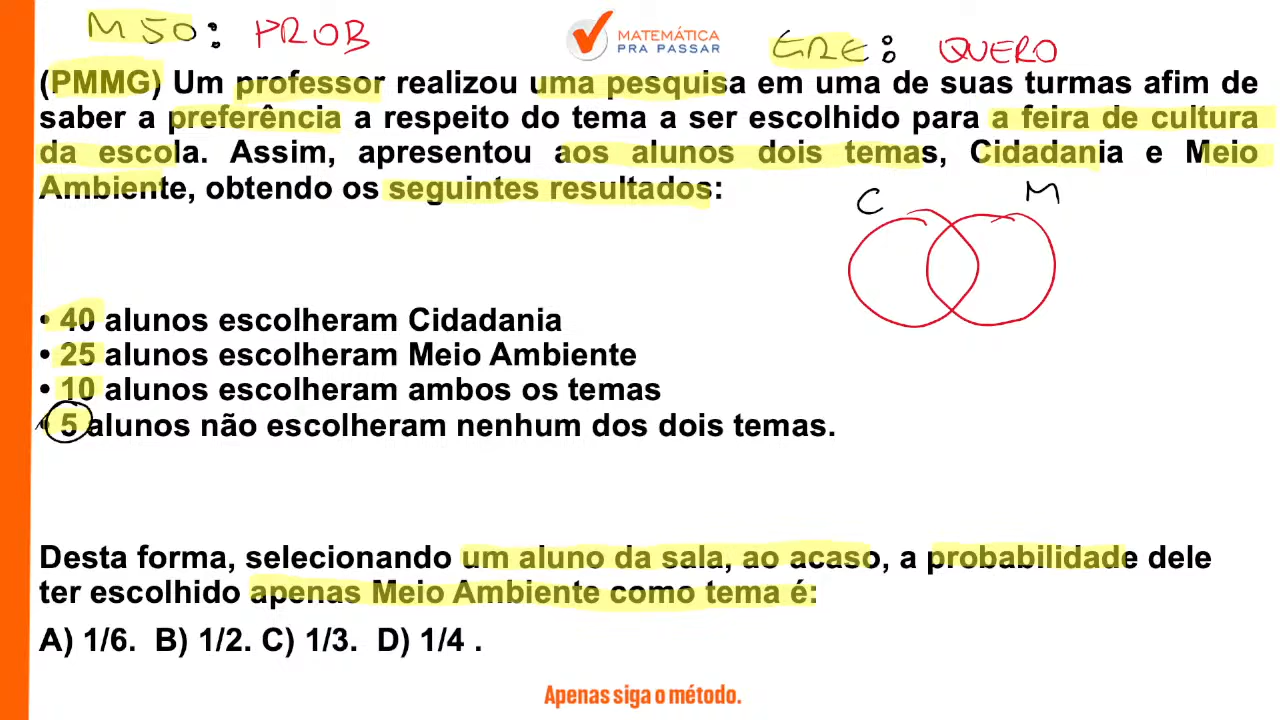 M50: PROB
MATEMÁTICA
PRA PASSAR
QUERO
(PMMG) Um professor realizou uma pesquisa em uma de suas turmas afim de
saber a preferência a respeito do tema a ser escolhido para a feira de cultura
da escola. Assim, apresentou aos alunos dois temas, Cidadania e Meio
Ambiente, obtendo os seguintes resultados:
C M
• 40 alunos escolheram Cidadania
• 25 alunos escolheram Meio Ambiente
• 10 alunos escolheram ambos os temas
• 5 alunos não escolheram nenhum dos dois temas.
Desta forma, selecionando um aluno da sala, ao acaso, a probabilidade dele
ter escolhido apenas Meio Ambiente como tema é:
A) 1/6. B) 1/2. C) 1/3. D) 1/4 .
Apenas siga o método.